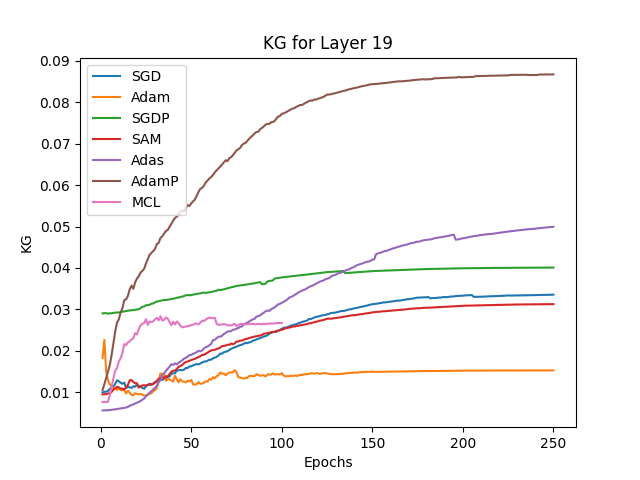 KG for Layer 19
0.09
0.08
0.07
0.06
0.05
0.04
0.03
0.02
0.01
KG
SGD
Adam
SGDP
SAM
Adas
AdamP
MCL
0 50 100 150 200 250
Epochs